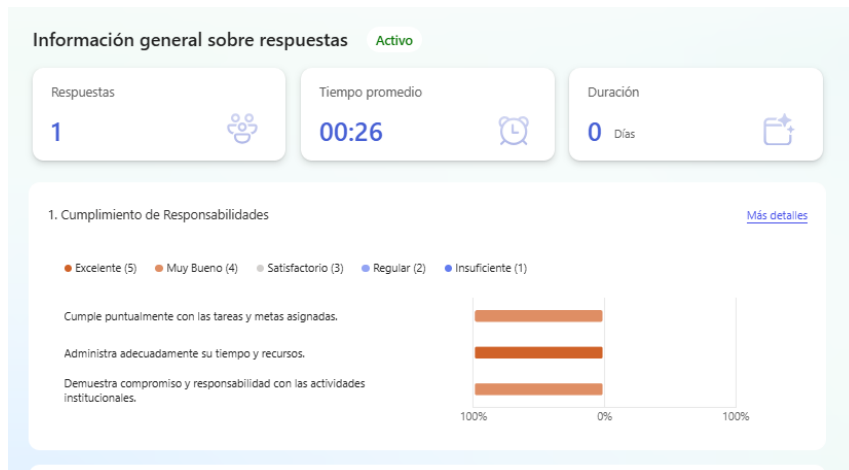 Información general sobre respuestas Activo
Respuestas
1
Tiempo promedio
00:26
Duración
0 Días
1. Cumplimiento de Responsabilidades
Más detalles
Excelente (5) Muy Bueno (4) Satisfactorio (3) Regular (2) Insuficiente (1)
Cumple puntualmente con las tareas y metas asignadas.
Administra adecuadamente su tiempo y recursos.
Demuestra compromiso y responsabilidad con las actividades
institucionales.
100% 0% 100%